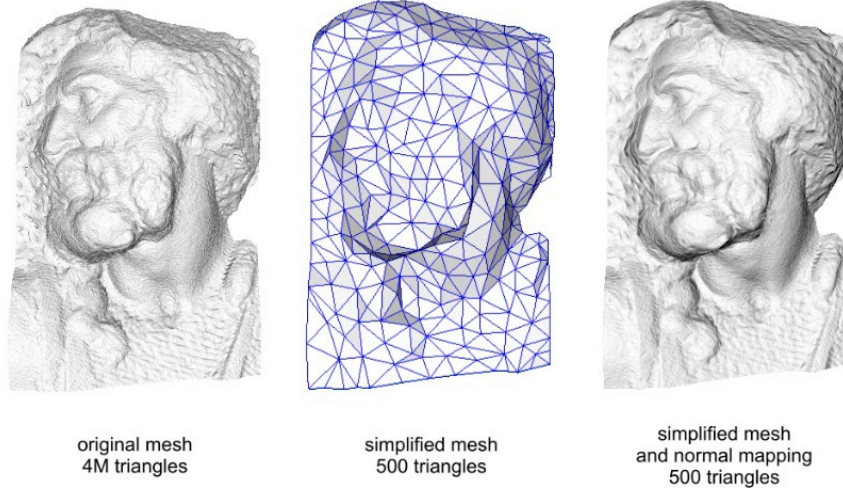 original mesh
4M triangles
simplified mesh
500 triangles
simplified mesh
and normal mapping
500 triangles